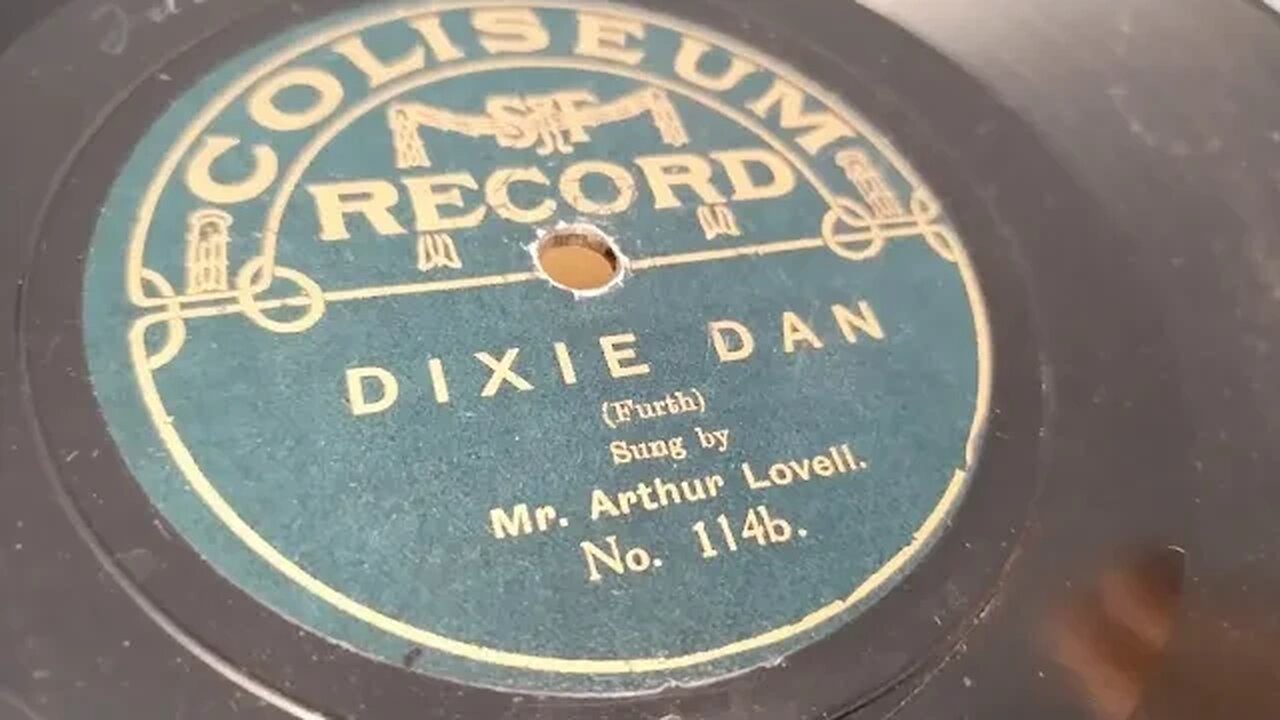 COLISEUM
RECORD
DIXIE DAN
(Furth)
Sung by
Mr. Arthur Lovell.
No. 114b.